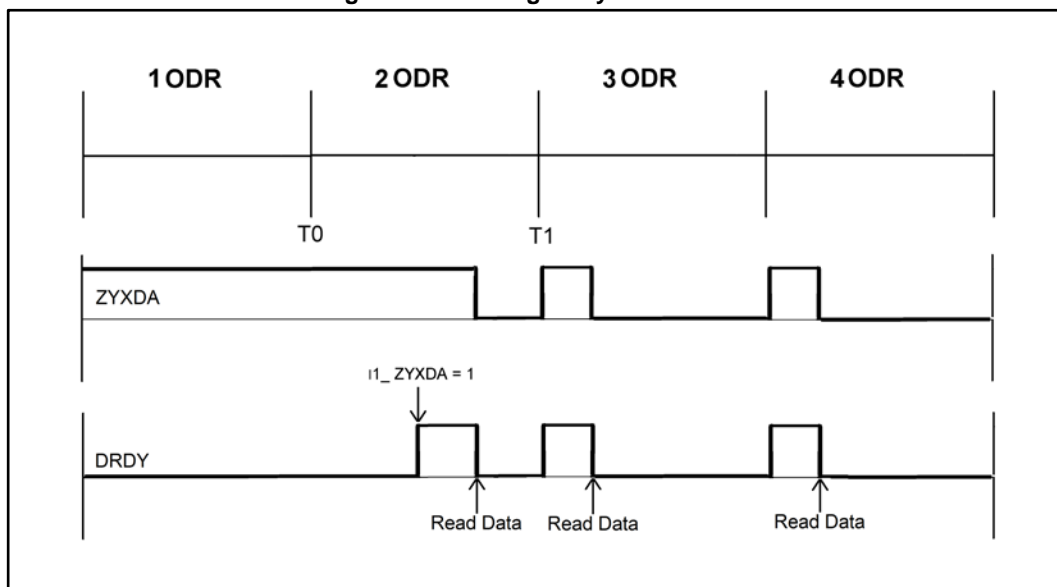 1 ODR 2 ODR 3 ODR 4 ODR
T0 T1
ZYXDA
I1_ ZYXDA = 1
DRDY
Read Data Read Data Read Data